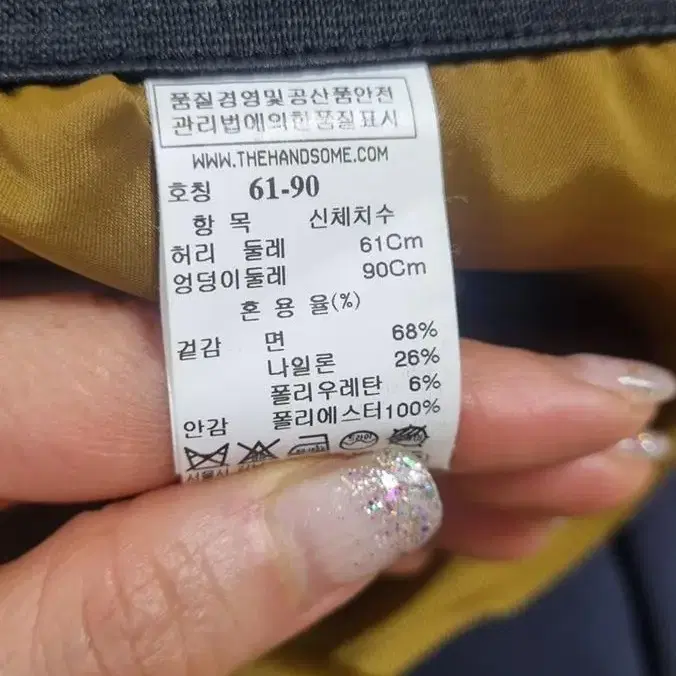 품질경영및공산품안전
관리법에의한품질표시
WWW.THEHANDSOME.COM
호칭 61-90
항 목 신체치수
허리 둘레 61Cm
엉덩이둘레 90Cm
혼 용 율(%)
겉감 면 68%
나일론 26%
폴리우레탄 6%
안감 폴리에스터100%
드라이